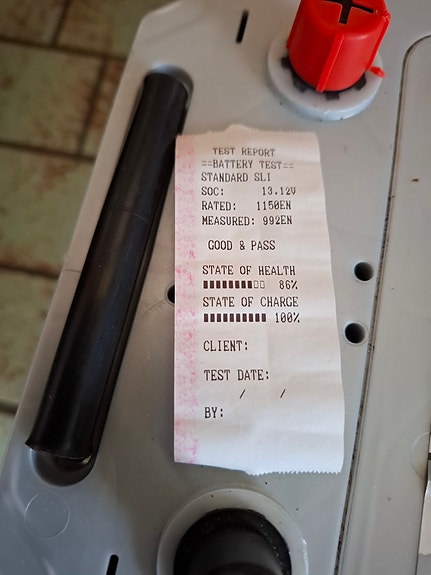 TEST REPORT
==BATTERY TEST==
STANDARD SLI
SOC: 13.12V
RATED: 1150EN
MEASURED: 992EN
GOOD & PASS
STATE OF HEALTH
86%
STATE OF CHARGE
100%
CLIENT:
TEST DATE:
/ /
BY: